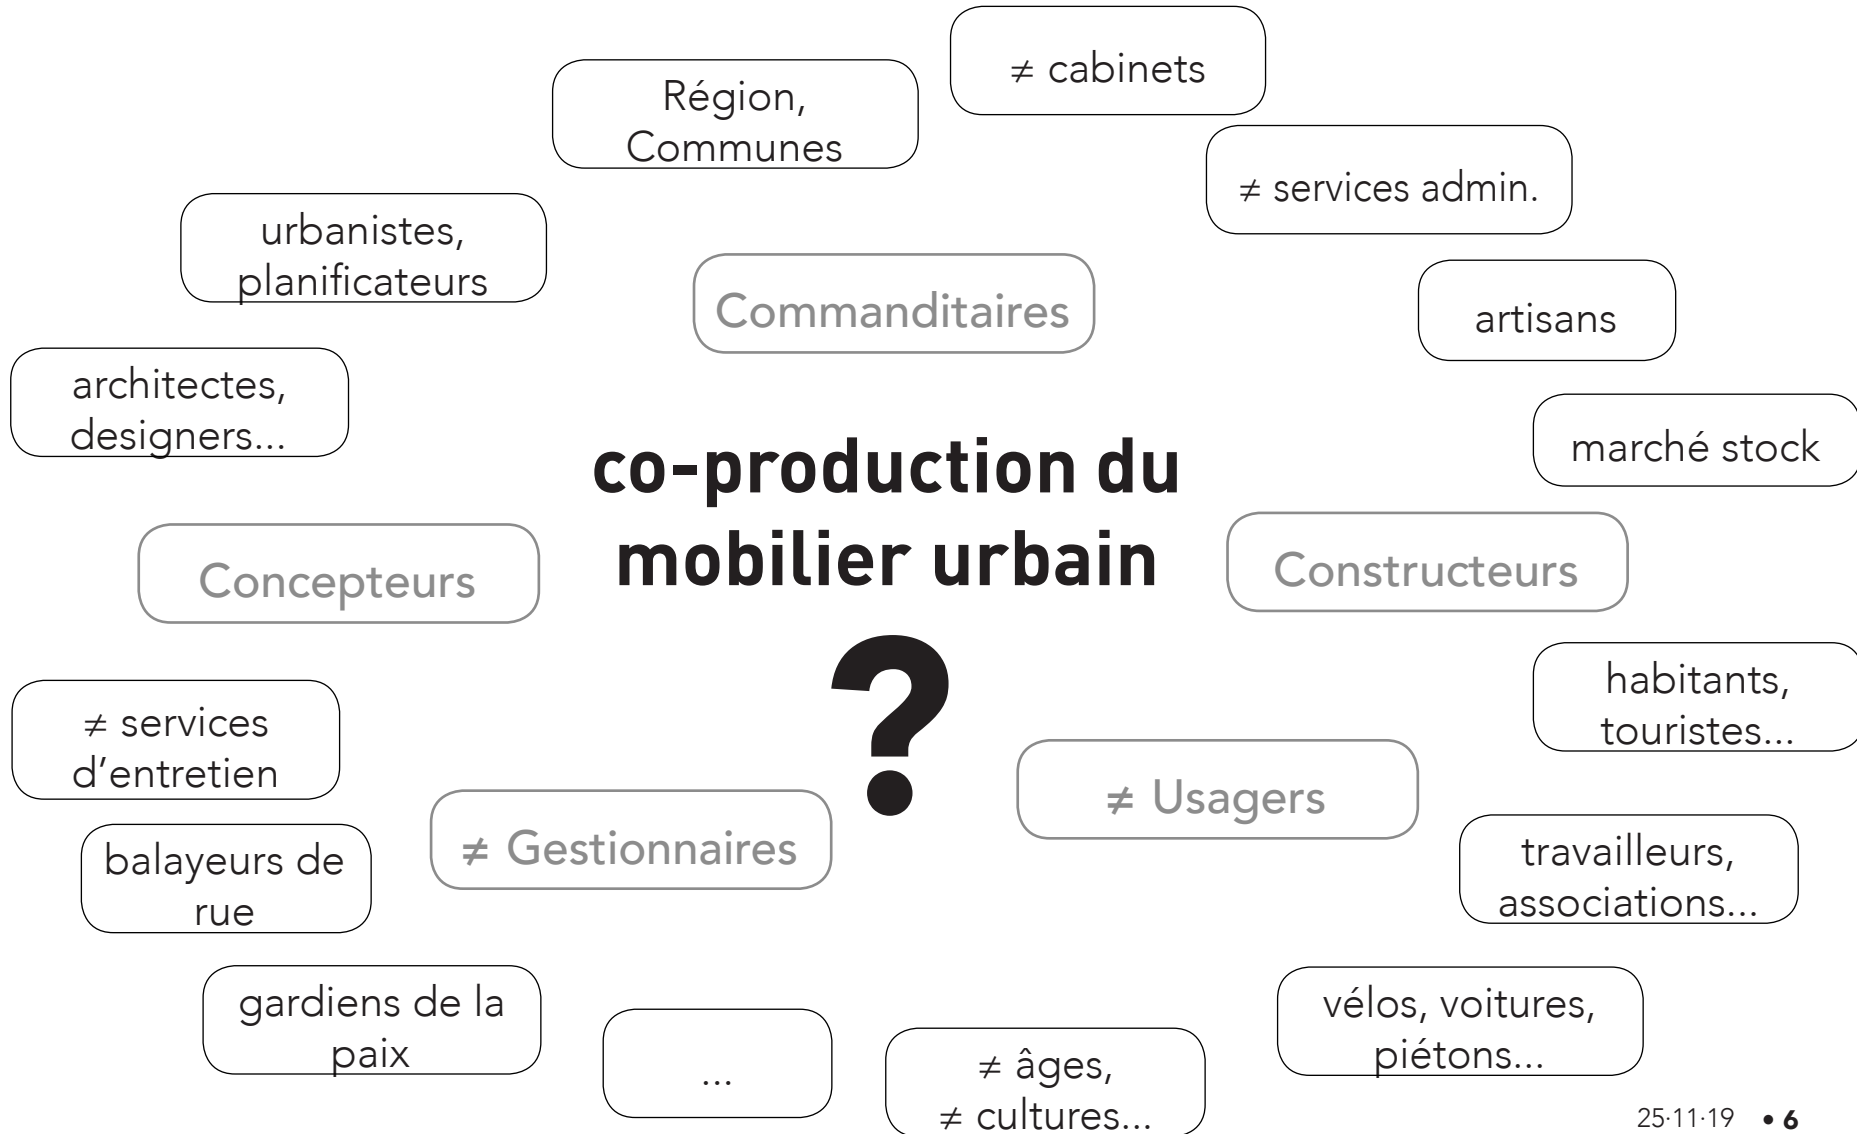 ≠ cabinets
Région,
Communes
≠ services admin.
urbanistes,
planificateurs
Commanditaires
artisans
architectes,
designers...
marché stock
co-production du
mobilier urbain
?
Concepteurs
Constructeurs
habitants,
touristes...
≠ services
d’entretien
≠ Usagers
≠ Gestionnaires
balayeurs de
rue
travailleurs,
associations...
gardiens de la
paix
vélos, voitures,
piétons...
...
≠ âges,
≠ cultures...
25·11·19 • 6